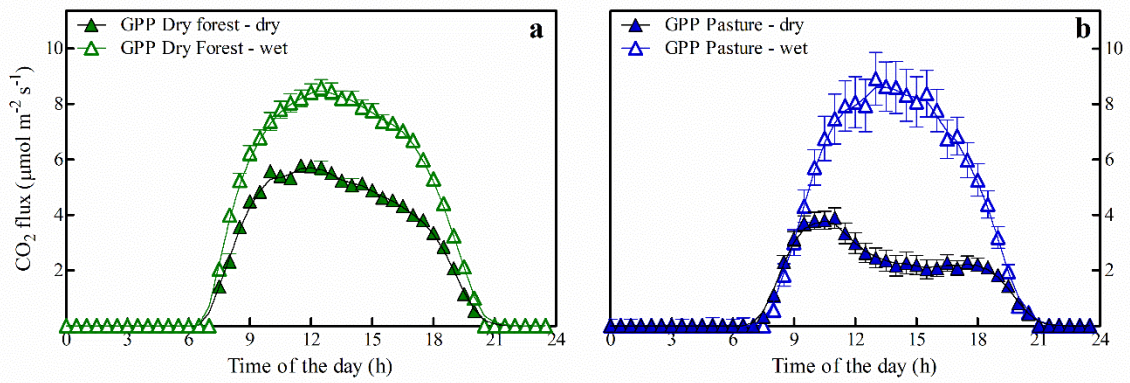 GPP Dry forest - dry
GPP Dry Forest - wet
a
10
8
6
4
2
0 3 6 9 12 15 18 21 24
CO2 flux (µmol m-2 s-1)
Time of the day (h)
GPP Pasture - dry
GPP Pasture - wet
b
10
8
6
4
2
0 3 6 9 12 15 18 21 24
Time of the day (h)